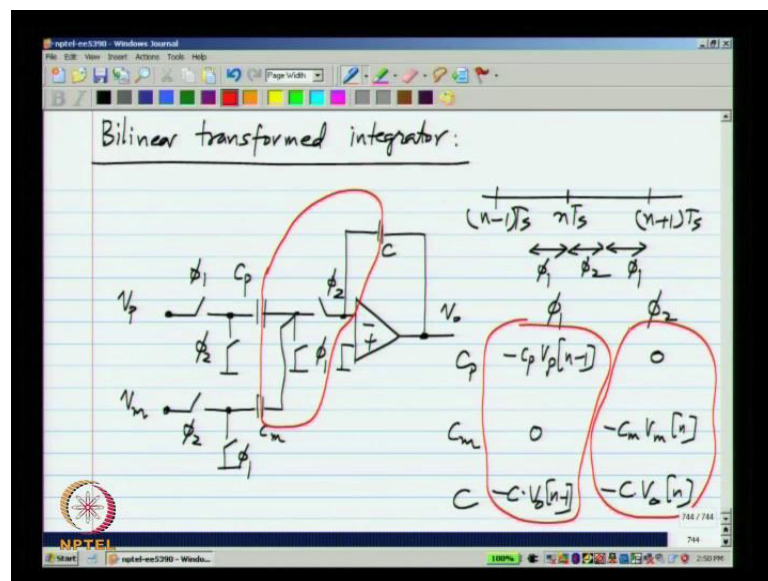 nptel-ee5390 - Windows Journal
File Edit View Insert Actions Tools Help
Page Width
B I
Bilinear transformed integrator:
(n-1)Ts nTs (n+1)Ts
ϕ1 ϕ2 ϕ1
C
ϕ1 Cp ϕ2
Vp Vo
ϕ2 ϕ1
ϕ1 ϕ2
Cp -CpVp[n-1] 0
Vm
ϕ2 Cm
ϕ1
Cm 0 -CmVm[n]
C -C·Vo[n-1] -C·Vo[n]
744 / 744
744
NPTEL
Start nptel-ee5390 - Windo... 100% 2:50 PM